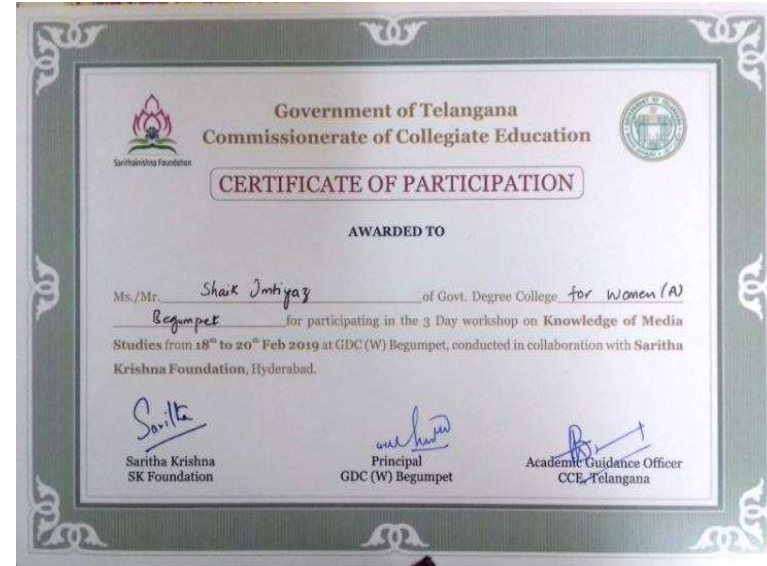 Sarithakrishna Foundation
Government of Telangana
Commissionerate of Collegiate Education
CERTIFICATE OF PARTICIPATION
AWARDED TO
Ms./Mr. Shaik Imtiyaz of Govt. Degree College for Women (A)
Begumpet for participating in the 3 Day workshop on Knowledge of Media
Studies from 18th to 20th Feb 2019 at GDC (W) Begumpet, conducted in collaboration with Saritha
Krishna Foundation, Hyderabad.
Saritha
Saritha Krishna
SK Foundation
Principal
GDC (W) Begumpet
Academic Guidance Officer
CCE, Telangana